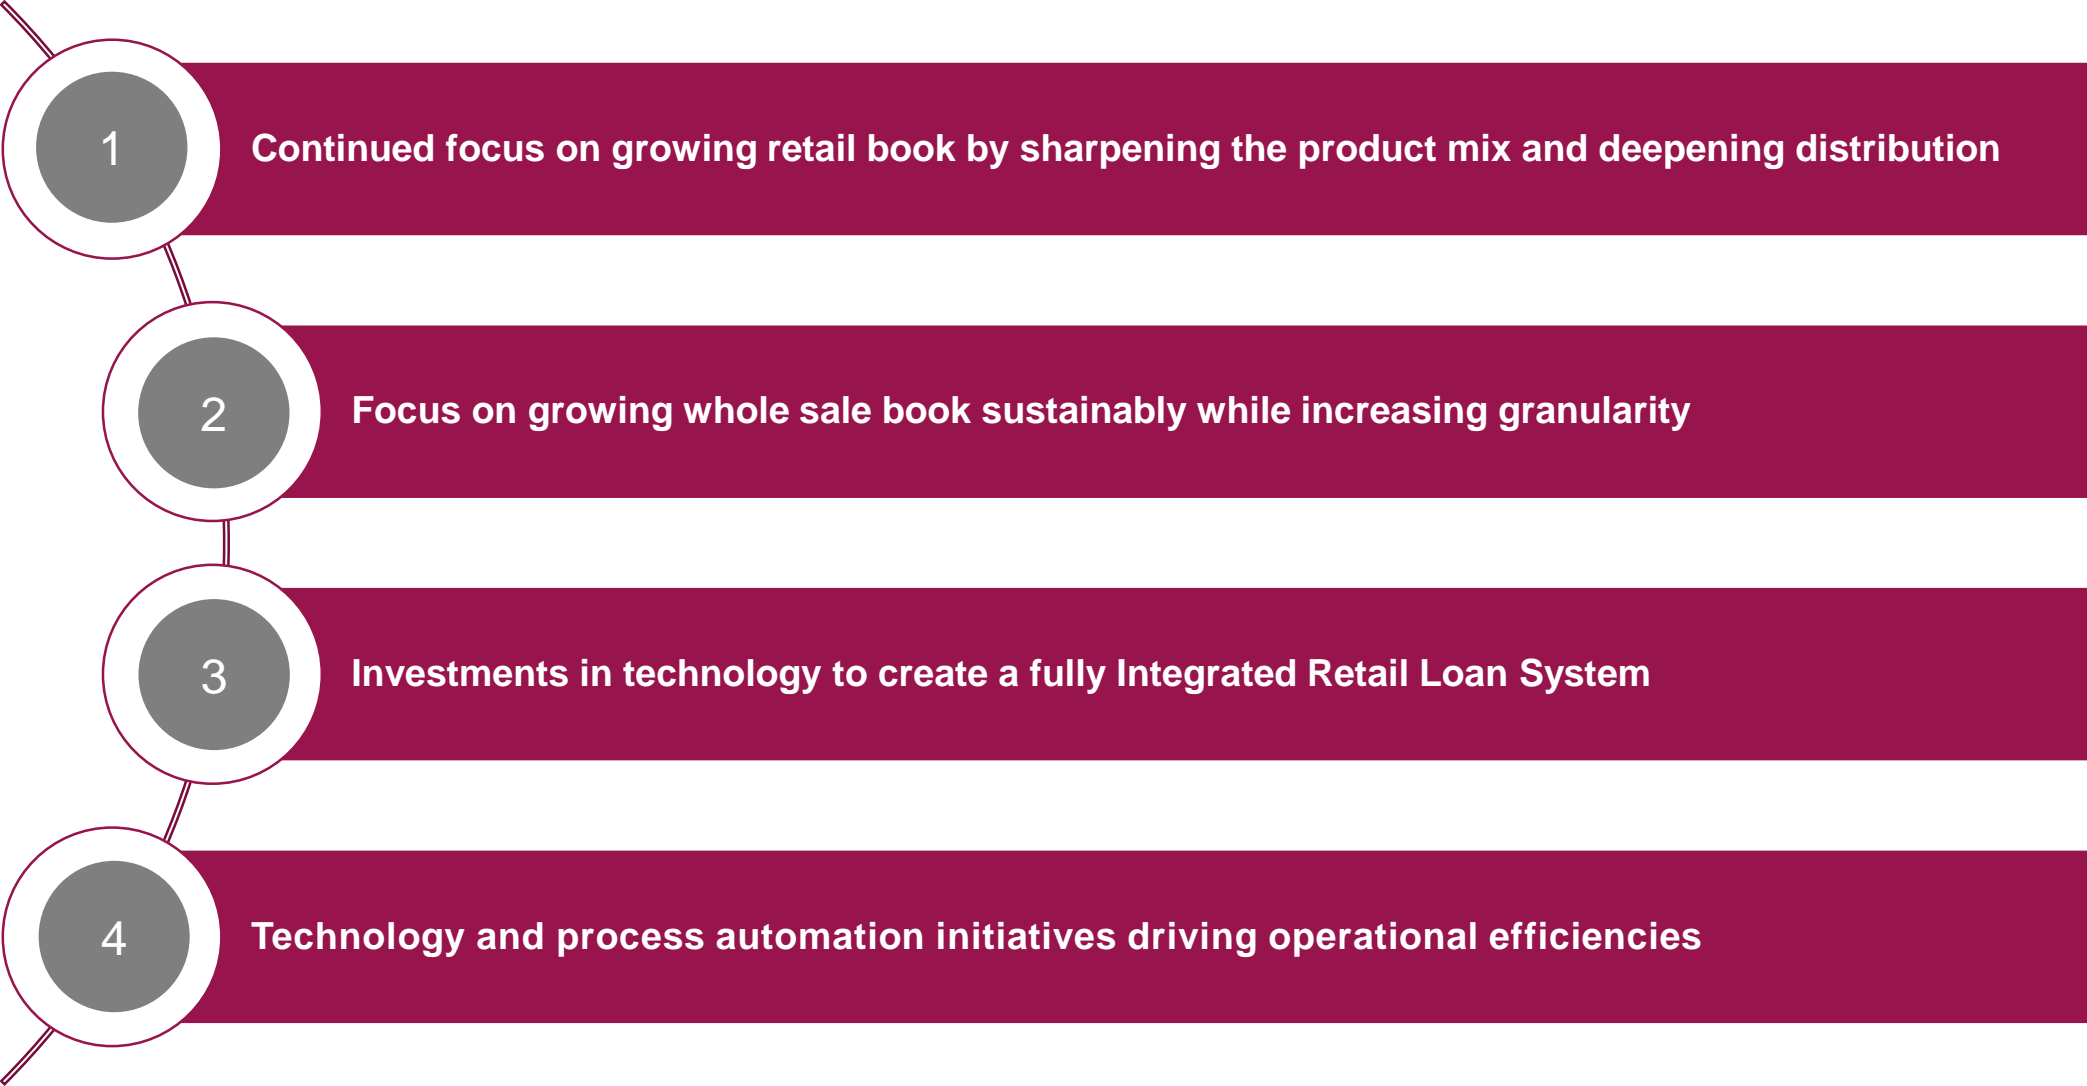 1
Continued focus on growing retail book by sharpening the product mix and deepening distribution
2
Focus on growing whole sale book sustainably while increasing granularity
3
Investments in technology to create a fully Integrated Retail Loan System
4
Technology and process automation initiatives driving operational efficiencies